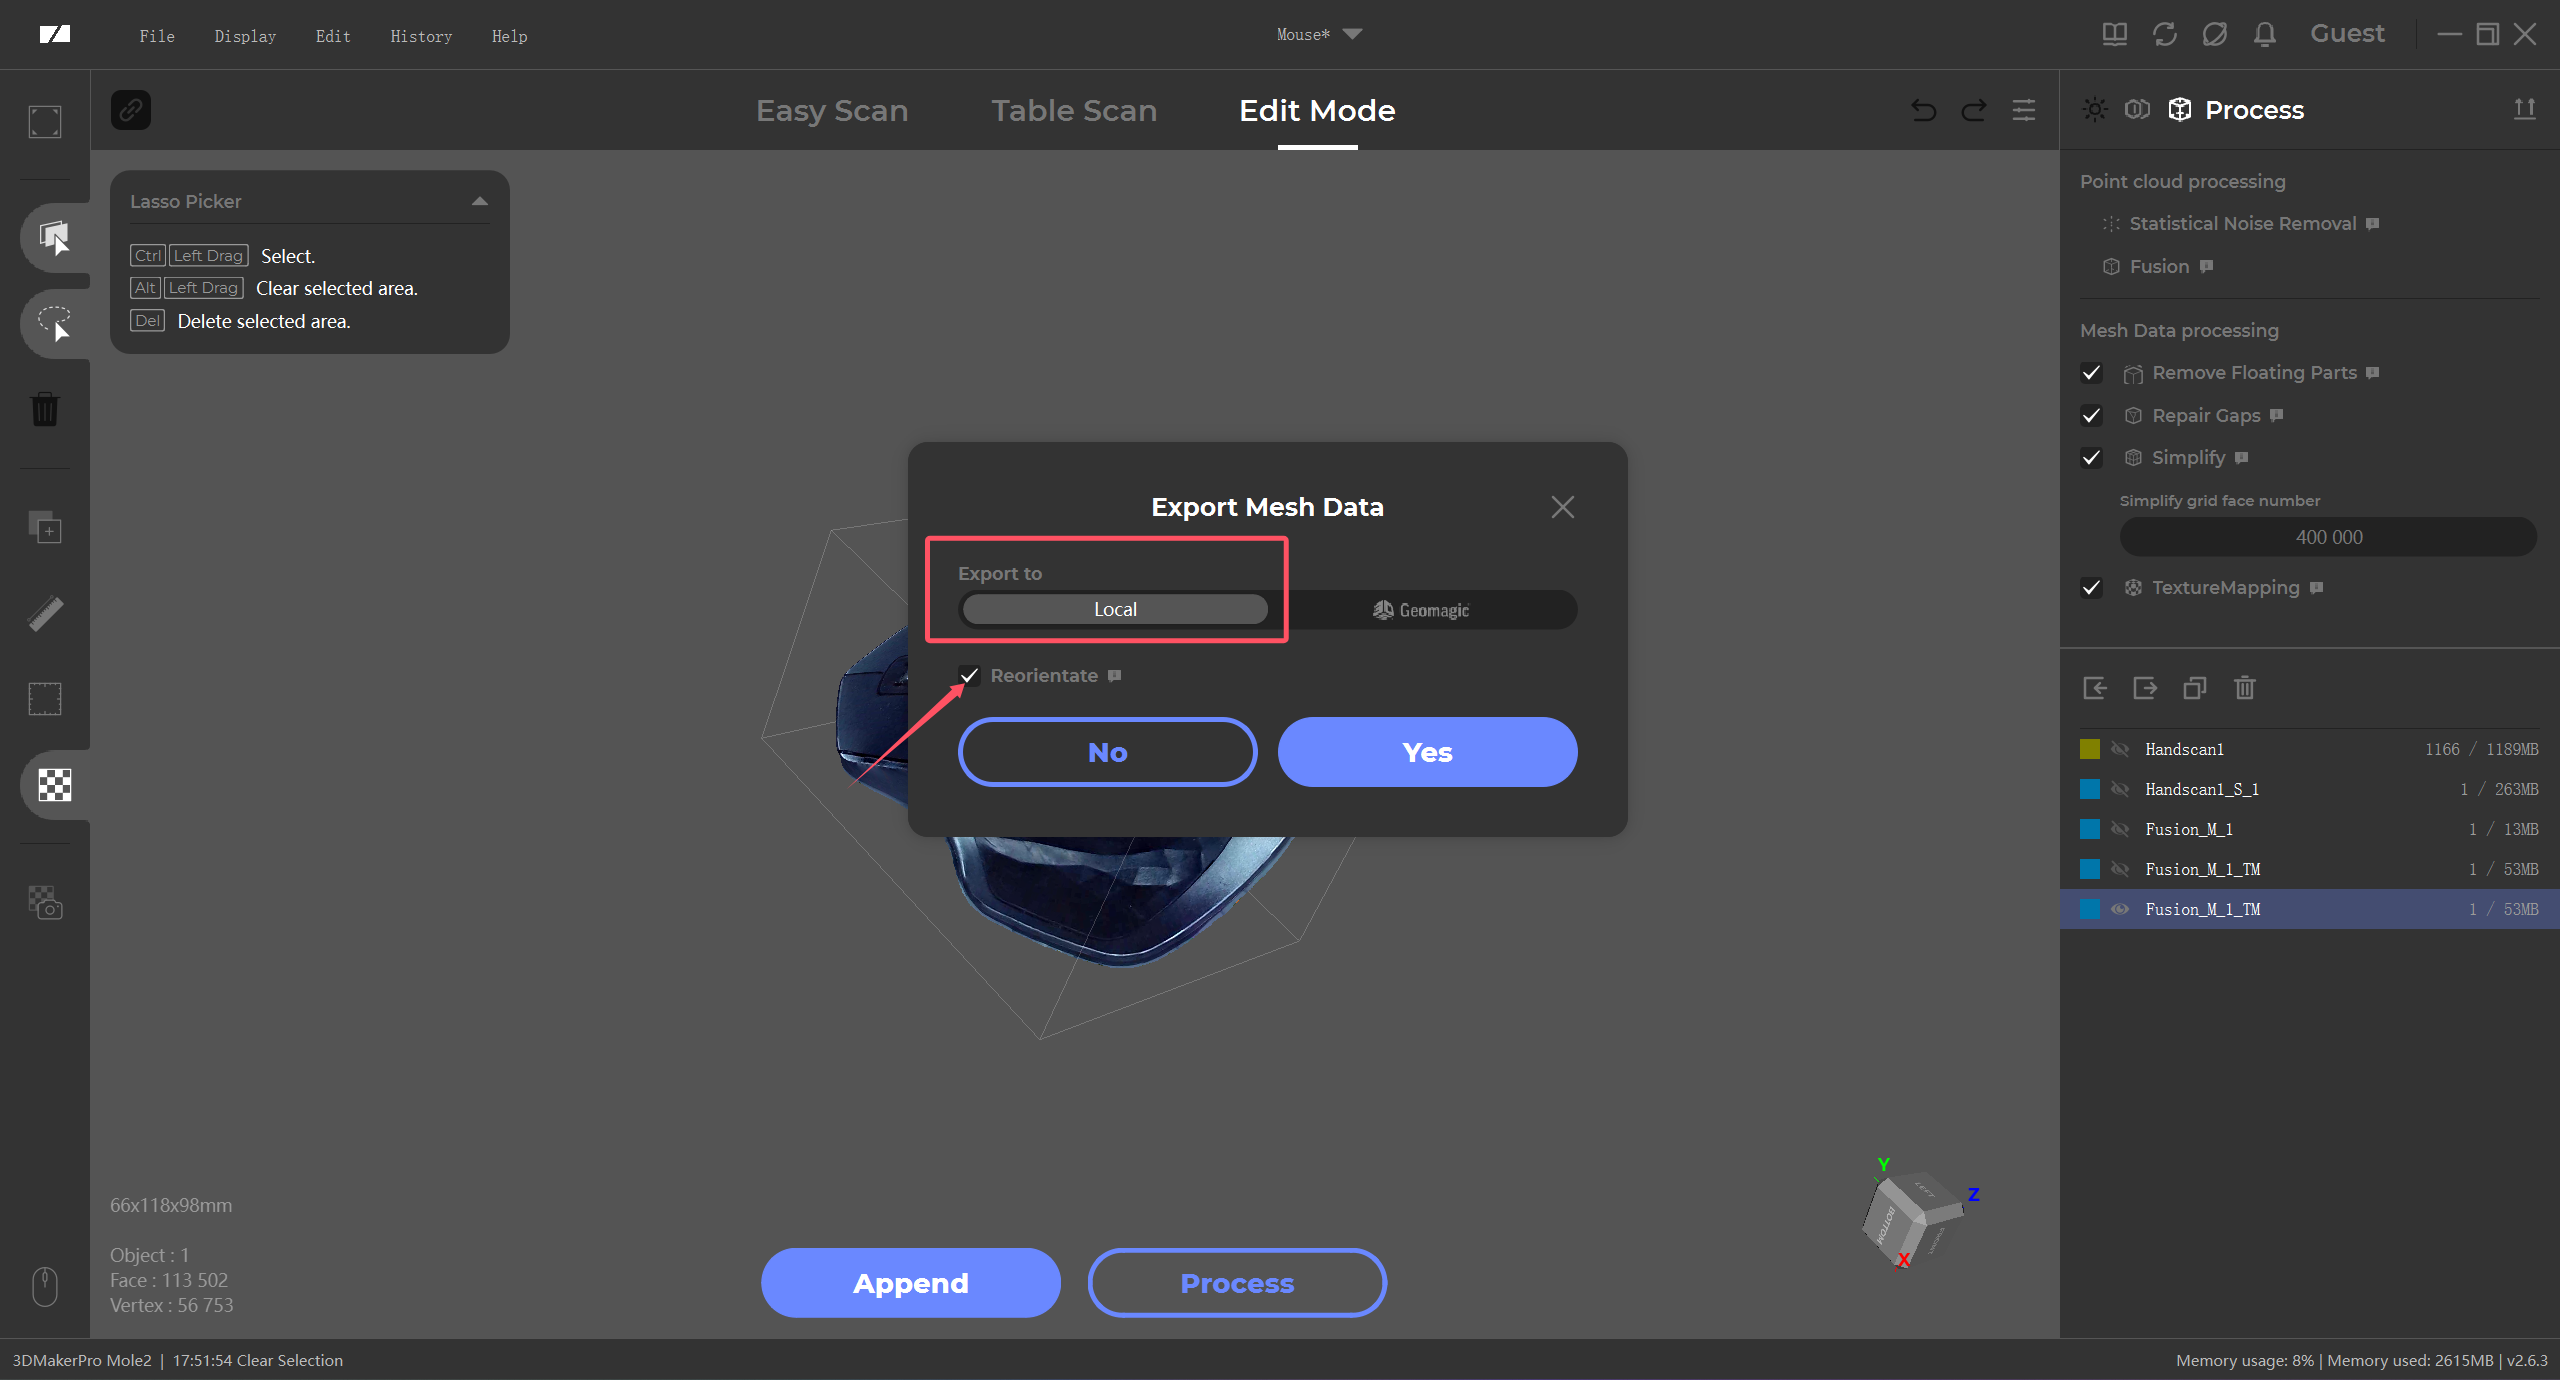 File Display Edit History Help
Mouse*
Guest
Easy Scan Table Scan Edit Mode
Process
Lasso Picker
Ctrl Left Drag Select.
Alt Left Drag Clear selected area.
Del Delete selected area.
Point cloud processing
Statistical Noise Removal
Fusion
Mesh Data processing
Remove Floating Parts
Repair Gaps
Simplify
Simplify grid face number
400 000
TextureMapping
Export Mesh Data
Export to
Local Geomagic
Reorientate
No Yes
Handscan1 1166 / 1189MB
Handscan1_S_1 1 / 263MB
Fusion_M_1 1 / 13MB
Fusion_M_1_TM 1 / 53MB
Fusion_M_1_TM 1 / 53MB
Y
Z
X
LEFT
BOTTOM
66x118x98mm
Object : 1
Face : 113 502
Vertex : 56 753
Append Process
3DMakerPro Mole2 | 17:51:54 Clear Selection
Memory usage: 8% | Memory used: 2615MB | v2.6.3